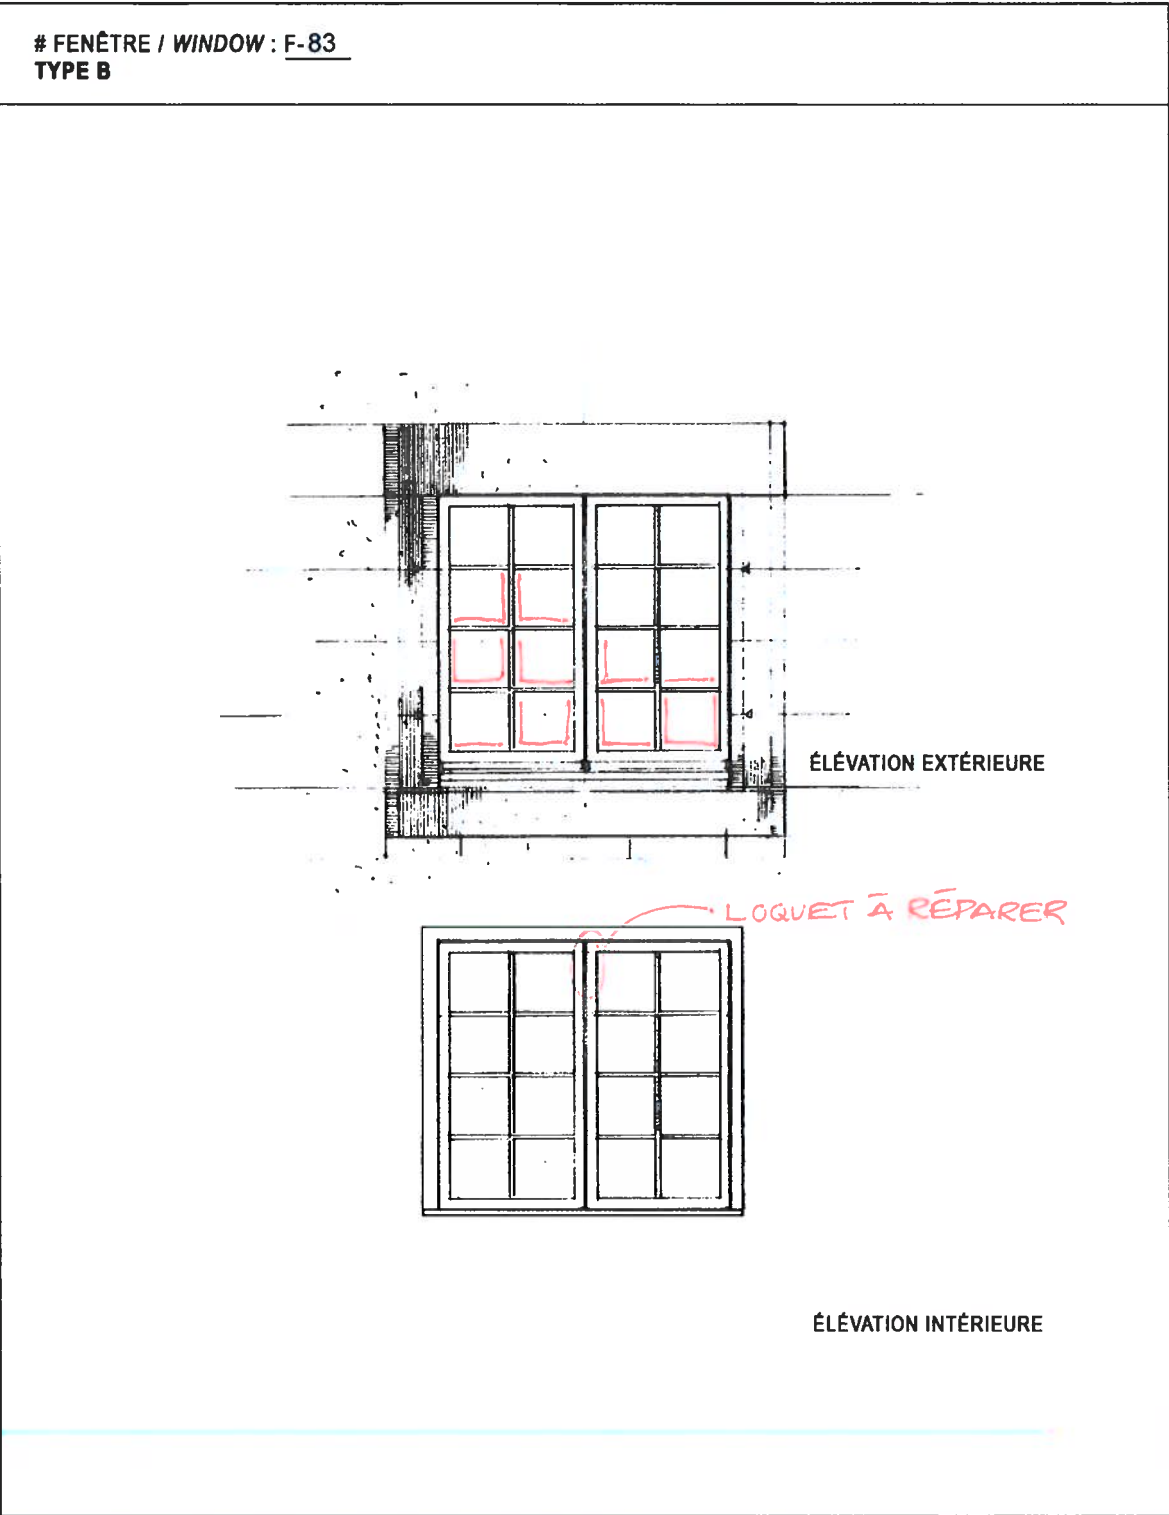 # FENÊTRE / WINDOW : F-83
TYPE B
ÉLÉVATION EXTÉRIEURE
LOQUET À RÉPARER
ÉLÉVATION INTÉRIEURE